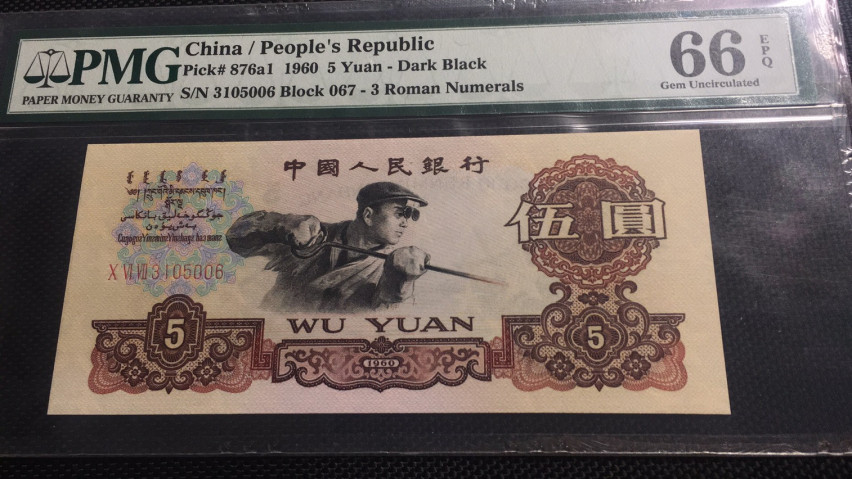 PMG
PAPER MONEY GUARANTY
China / People's Republic
Pick# 876a1 1960 5 Yuan - Dark Black
S/N 3105006 Block 067 - 3 Roman Numerals
66 EPQ
Gem Uncirculated
中國人民銀行
伍圓
X VI VII 3105006
5
WU YUAN
5
1960